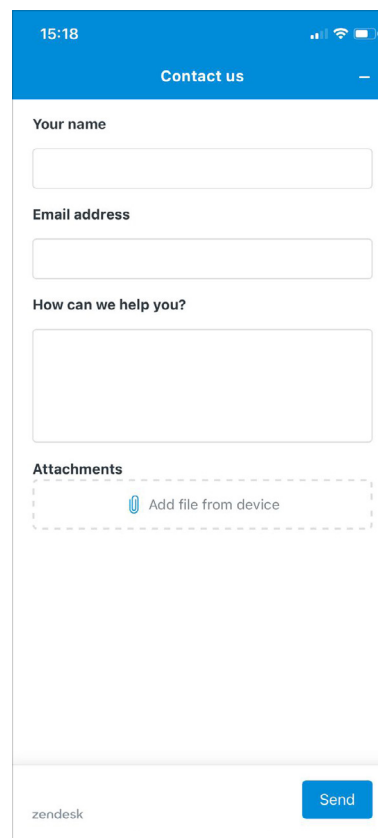 15:18
Contact us
Your name
Email address
How can we help you?
Attachments
Add file from device
Send
zendesk